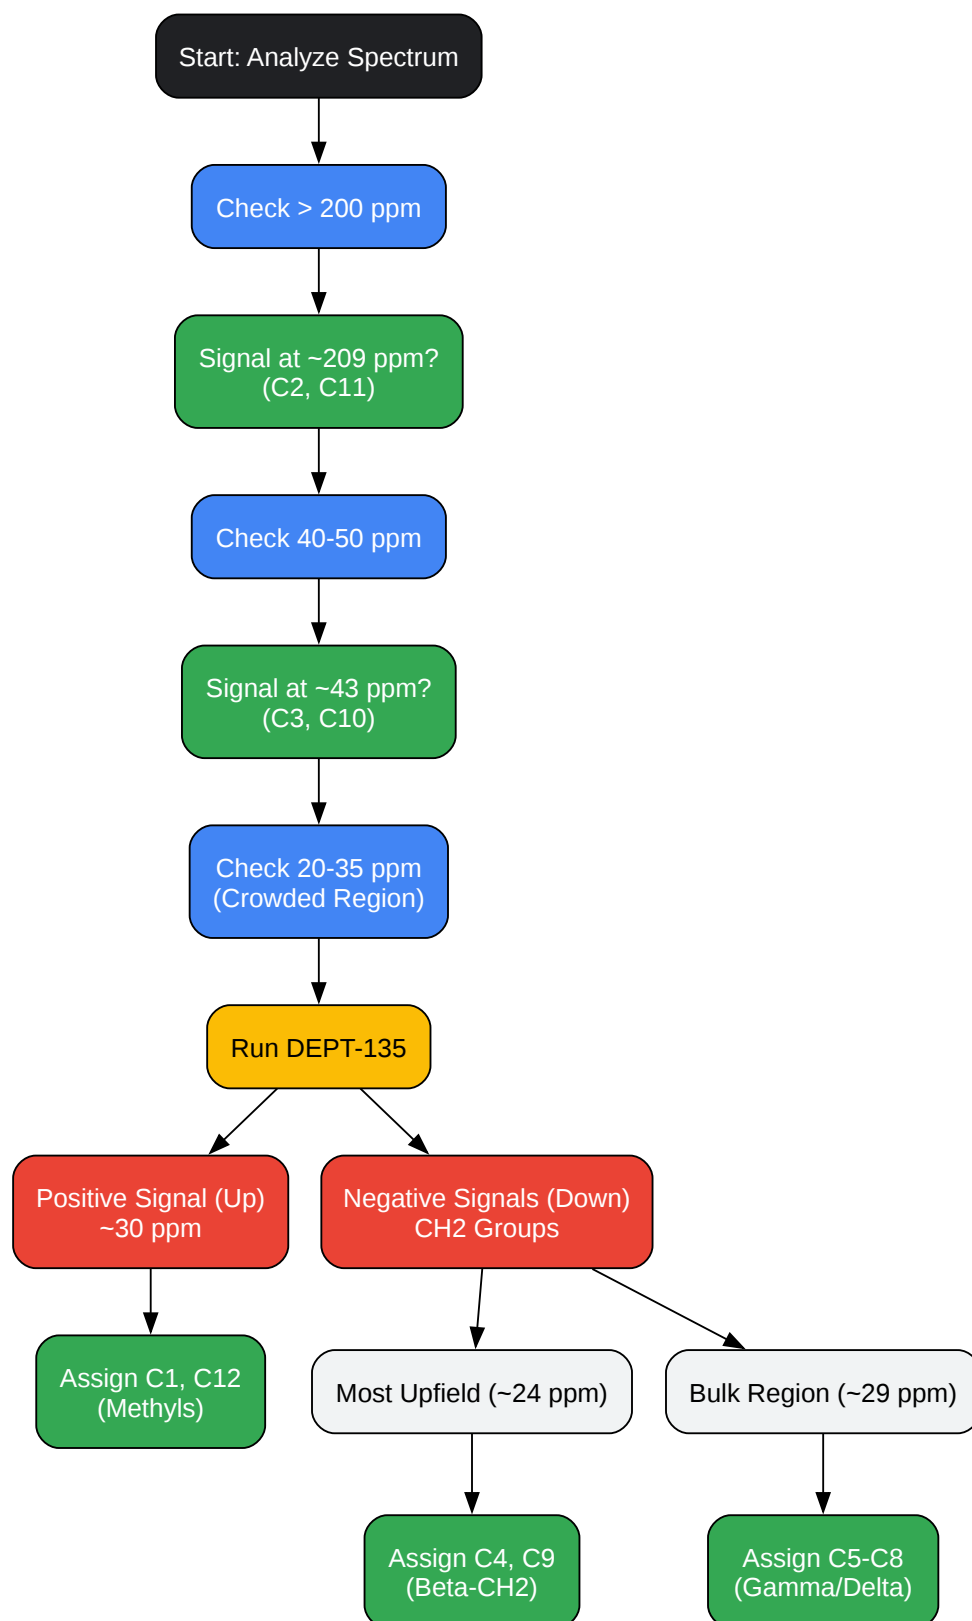 Start: Analyze Spectrum
Check > 200 ppm
Signal at ~209 ppm?
(C2, C11)
Check 40-50 ppm
Signal at ~43 ppm?
(C3, C10)
Check 20-35 ppm
(Crowded Region)
Run DEPT-135
Positive Signal (Up)
~30 ppm
Negative Signals (Down)
CH2 Groups
Assign C1, C12
(Methyls)
Most Upfield (~24 ppm)
Bulk Region (~29 ppm)
Assign C4, C9
(Beta-CH2)
Assign C5-C8
(Gamma/Delta)